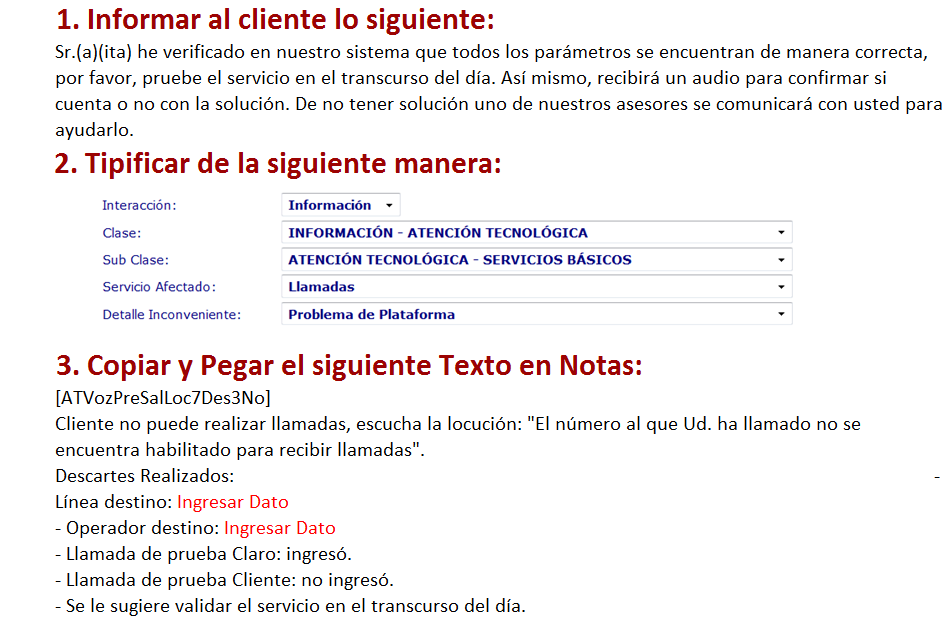 1. Informar al cliente lo siguiente:
Sr.(a)(ita) he verificado en nuestro sistema que todos los parámetros se encuentran de manera correcta,
por favor, pruebe el servicio en el transcurso del día. Así mismo, recibirá un audio para confirmar si
cuenta o no con la solución. De no tener solución uno de nuestros asesores se comunicará con usted para
ayudarlo.
2. Tipificar de la siguiente manera:
Interacción: Información
Clase: INFORMACIÓN - ATENCIÓN TECNOLÓGICA
Sub Clase: ATENCIÓN TECNOLÓGICA - SERVICIOS BÁSICOS
Servicio Afectado: Llamadas
Detalle Inconveniente: Problema de Plataforma
3. Copiar y Pegar el siguiente Texto en Notas:
[ATVozPreSalLoc7Des3No]
Cliente no puede realizar llamadas, escucha la locución: "El número al que Ud. ha llamado no se
encuentra habilitado para recibir llamadas".
Descartes Realizados: -
Línea destino: Ingresar Dato
- Operador destino: Ingresar Dato
- Llamada de prueba Claro: ingresó.
- Llamada de prueba Cliente: no ingresó.
- Se le sugiere validar el servicio en el transcurso del día.